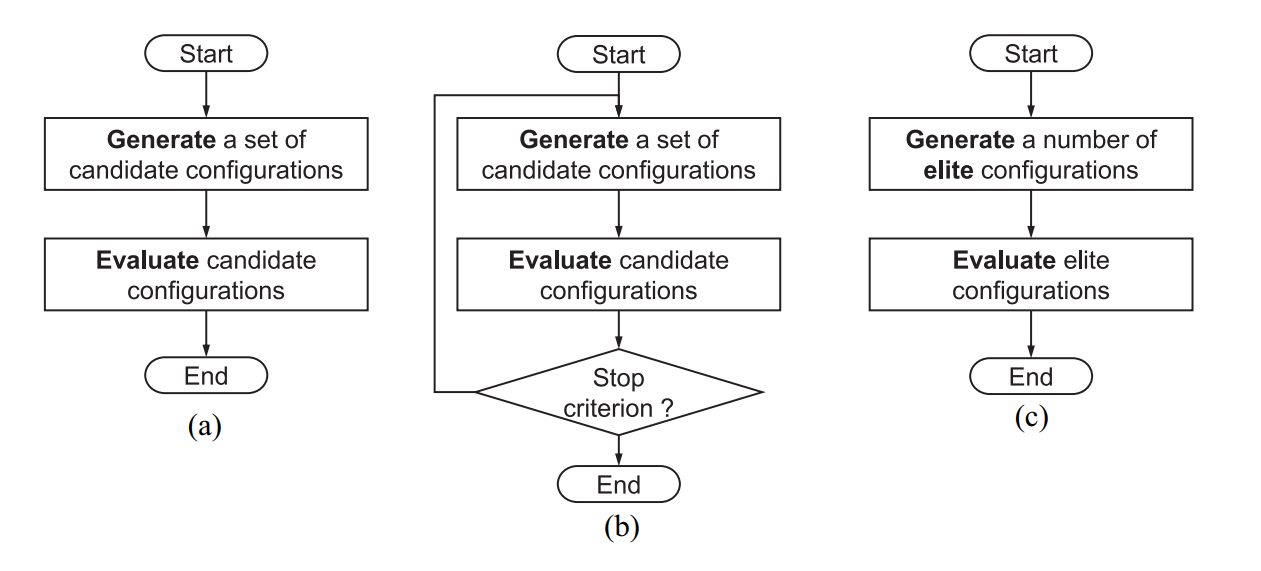 Start
Generate a set of
candidate configurations
Evaluate candidate
configurations
End
(a)
Start
Generate a set of
candidate configurations
Evaluate candidate
configurations
Stop
criterion ?
End
(b)
Start
Generate a number of
elite configurations
Evaluate elite
configurations
End
(c)